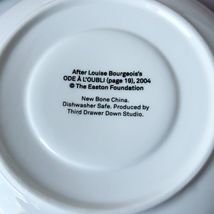 After Louise Bourgeois's
ODE À L'OUBLI (page 19), 2004
© The Easton Foundation
New Bone China.
Dishwasher Safe. Produced by
Third Drawer Down Studio.